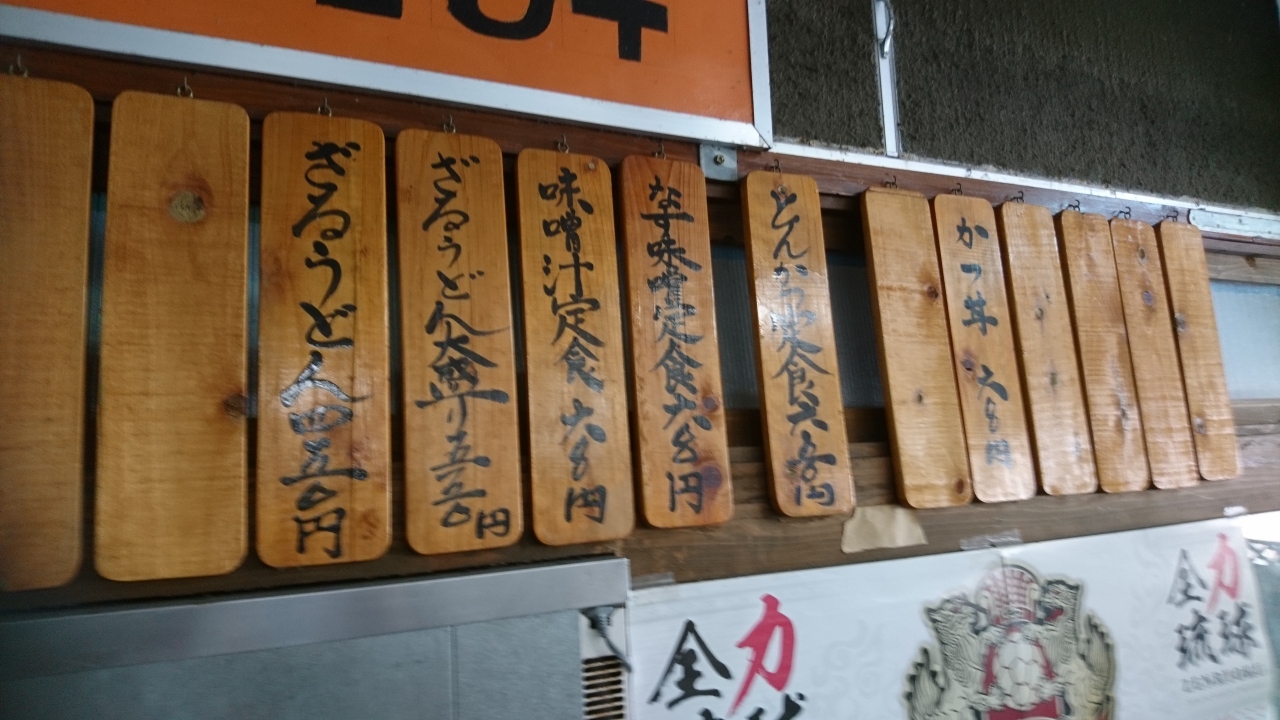 ざるうどん四五〇円
ざるうどん大盛り五五〇円
味噌汁定食 六〇〇円
なす味噌定食六〇〇円
とんかつ定食六五〇円
かつ丼 六〇〇円
全力
全力
琉球